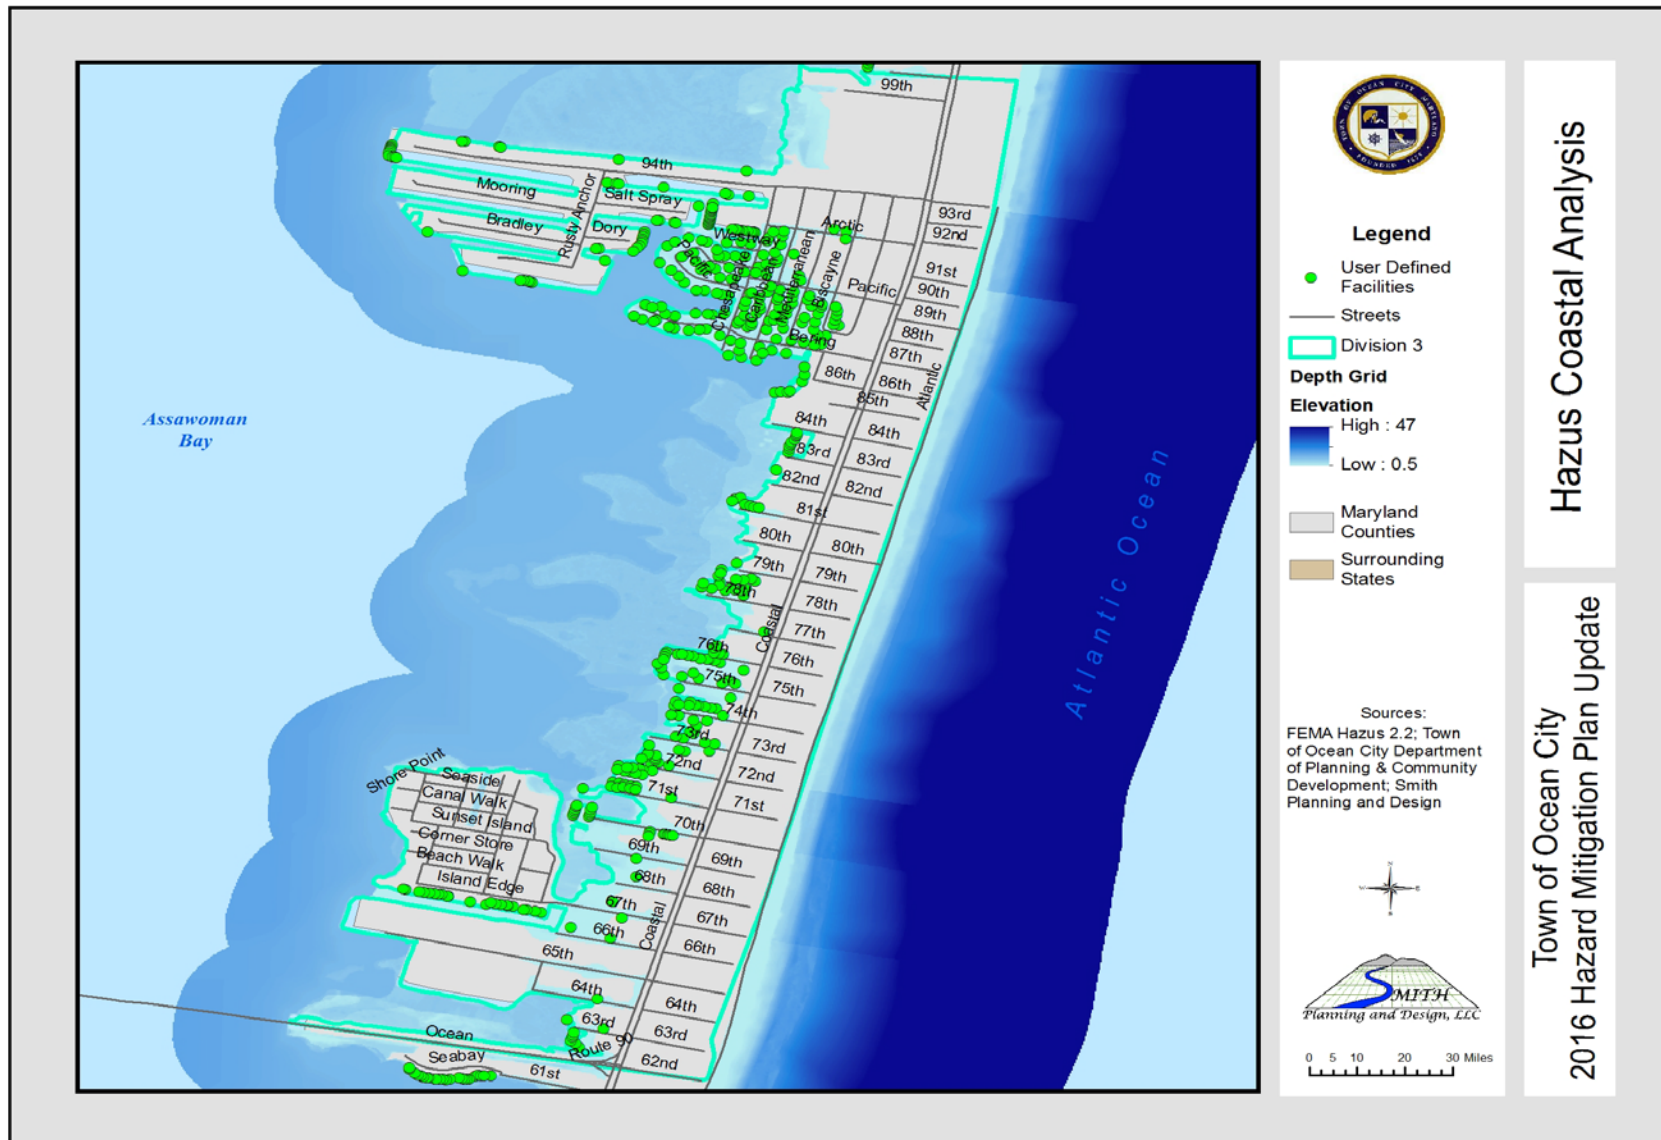 99th
94th
Mooring
Salt Spray
Rusty Anchor
Bradley
Dory
Arctic
93rd
92nd
Westway
Pacific
Chesapeake
Caribbean
Mediterranean
Biscayne
Pacific
91st
90th
89th
88th
Bering
87th
86th
86th
Atlantic
85th
84th
84th
83rd
83rd
82nd
82nd
81st
80th
80th
79th
79th
78th
78th
Coastal
77th
76th
76th
75th
75th
74th
73rd
73rd
72nd
72nd
71st
71st
70th
69th
69th
68th
68th
67th
67th
Coastal
66th
66th
65th
64th
64th
63rd
63rd
Route 90
62nd
Ocean
Seabay
61st
Shore Point
Seaside
Canal Walk
Sunset Island
Corner Store
Beach Walk
Island Edge
Assawoman
Bay
Atlantic Ocean
TOWN OF OCEAN CITY MARYLAND
Legend
User Defined
Facilities
Streets
Division 3
Depth Grid
Elevation
High : 47
Low : 0.5
Maryland
Counties
Surrounding
States
Sources:
FEMA Hazus 2.2; Town
of Ocean City Department
of Planning & Community
Development; Smith
Planning and Design
N
W
E
S
SMITH
Planning and Design, LLC
0 5 10 20 30 Miles
Hazus Coastal Analysis
Town of Ocean City
2016 Hazard Mitigation Plan Update